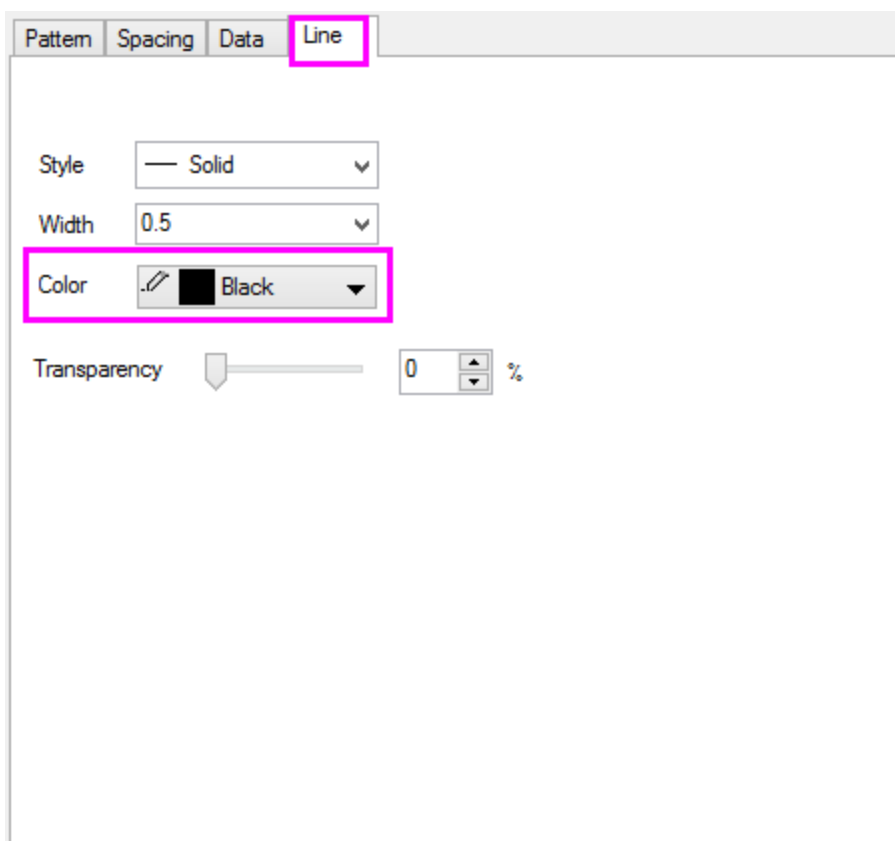 Pattern Spacing Data Line
Style Solid
Width 0.5
Color Black
Transparency 0 %